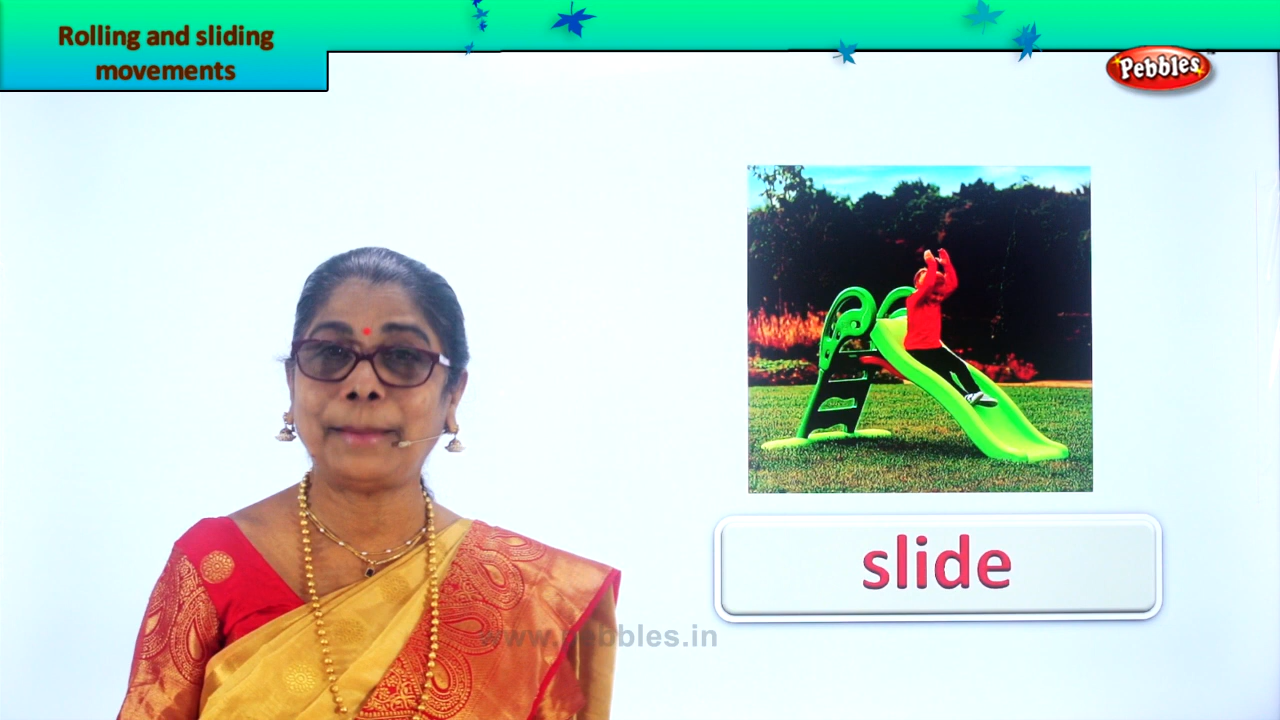 Rolling and sliding
movements
Pebbles
slide
www.pebbles.in